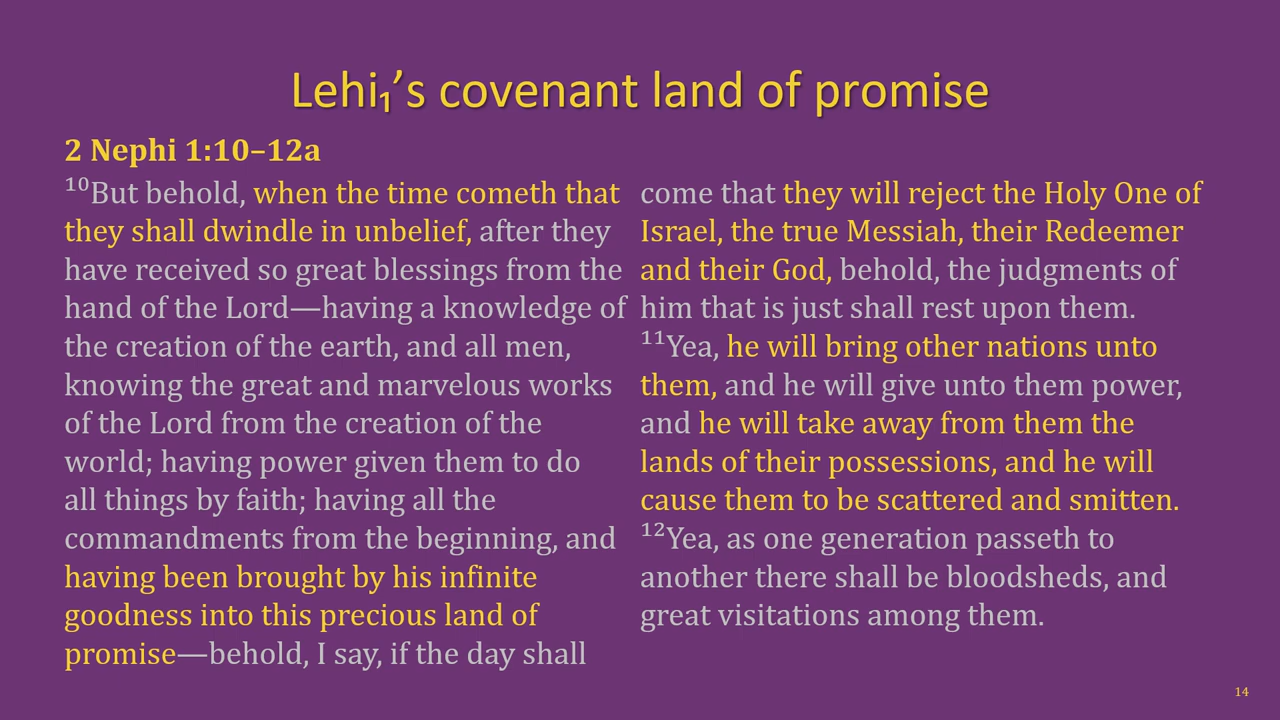 Lehi₁’s covenant land of promise
2 Nephi 1:10–12a
¹⁰But behold, when the time cometh that
they shall dwindle in unbelief, after they
have received so great blessings from the
hand of the Lord—having a knowledge of
the creation of the earth, and all men,
knowing the great and marvelous works
of the Lord from the creation of the
world; having power given them to do
all things by faith; having all the
commandments from the beginning, and
having been brought by his infinite
goodness into this precious land of
promise—behold, I say, if the day shall
come that they will reject the Holy One of
Israel, the true Messiah, their Redeemer
and their God, behold, the judgments of
him that is just shall rest upon them.
¹¹Yea, he will bring other nations unto
them, and he will give unto them power,
and he will take away from them the
lands of their possessions, and he will
cause them to be scattered and smitten.
¹²Yea, as one generation passeth to
another there shall be bloodsheds, and
great visitations among them.
14